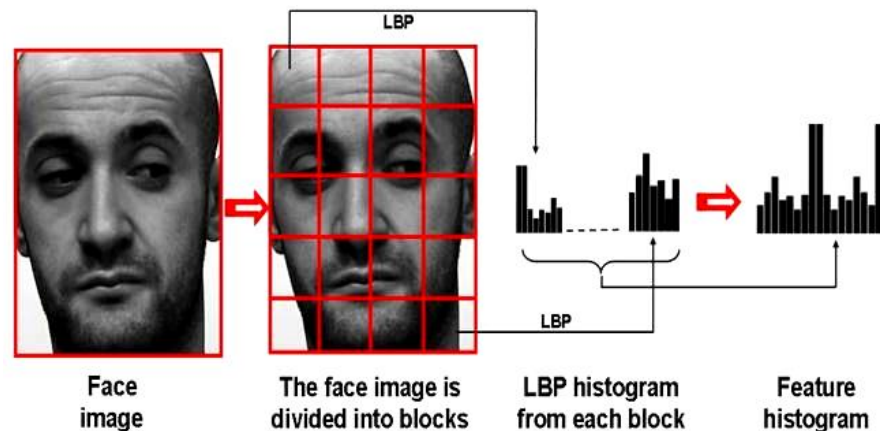 LBP
LBP
Face
image
The face image is
divided into blocks
LBP histogram
from each block
Feature
histogram